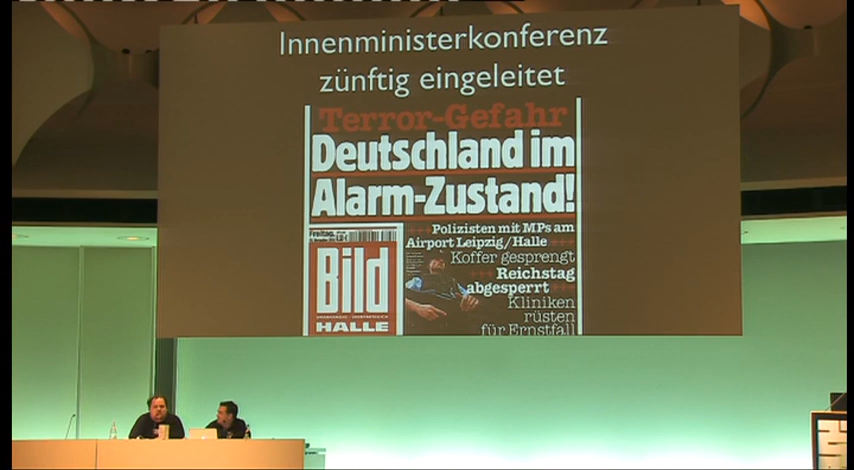 Innenministerkonferenz
zünftig eingeleitet
Terror-Gefahr
Deutschland im
Alarm-Zustand!
Polizisten mit MPs am
Airport Leipzig/Halle
Koffer gesprengt
Reichstag
abgesperrt
Kliniken
rüsten
für Ernstfall
Freitag,
Bild
HALLE